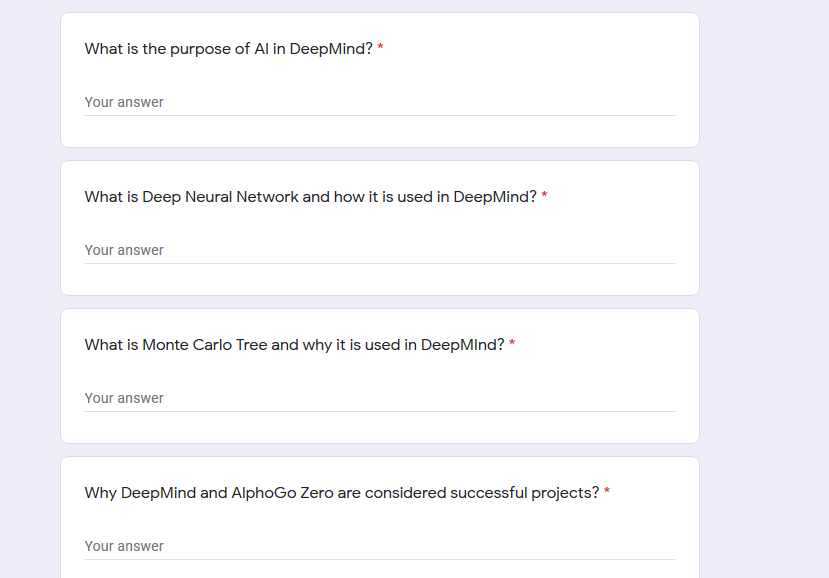 What is the purpose of AI in DeepMind? *
Your answer
What is Deep Neural Network and how it is used in DeepMind? *
Your answer
What is Monte Carlo Tree and why it is used in DeepMInd? *
Your answer
Why DeepMind and AlphoGo Zero are considered successful projects? *
Your answer